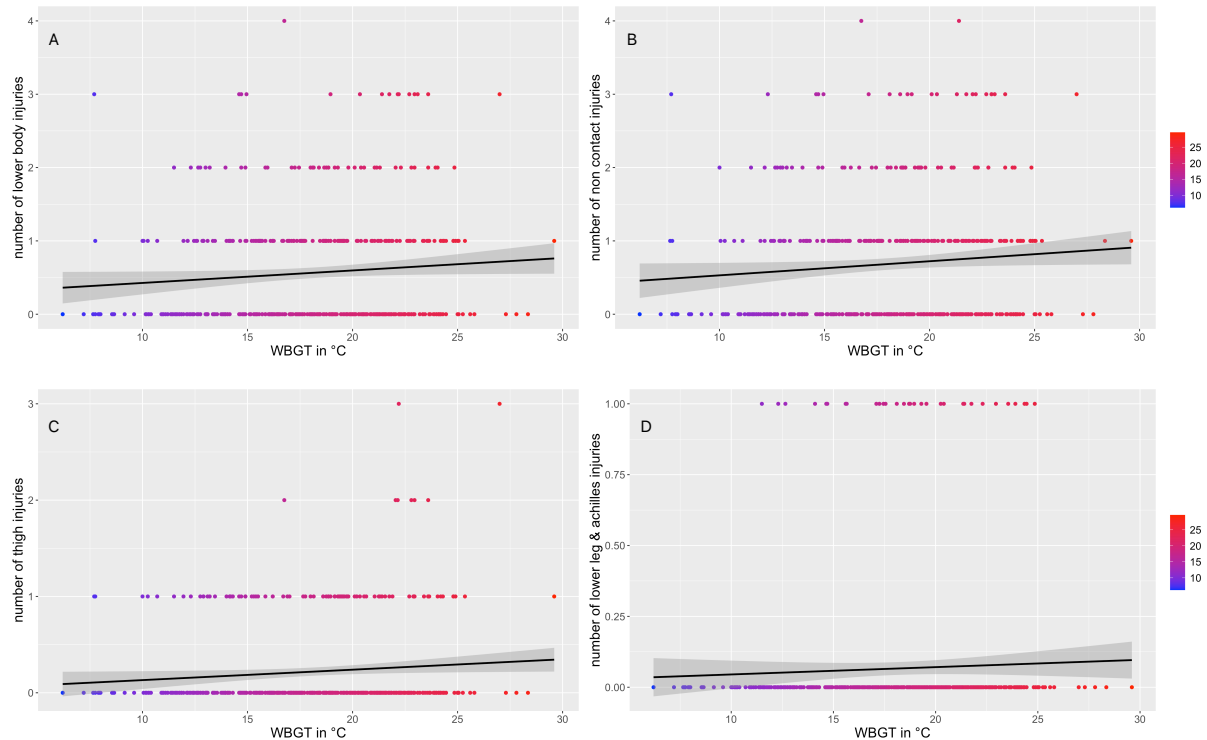 A
number of lower body injuries
4
3
2
1
0
10 15 20 25 30
WBGT in °C
B
number of non contact injuries
4
3
2
1
0
10 15 20 25 30
WBGT in °C
25
20
15
10
C
number of thigh injuries
3
2
1
0
10 15 20 25 30
WBGT in °C
D
number of lower leg & achilles injuries
1.00
0.75
0.50
0.25
0.00
10 15 20 25 30
WBGT in °C
25
20
15
10